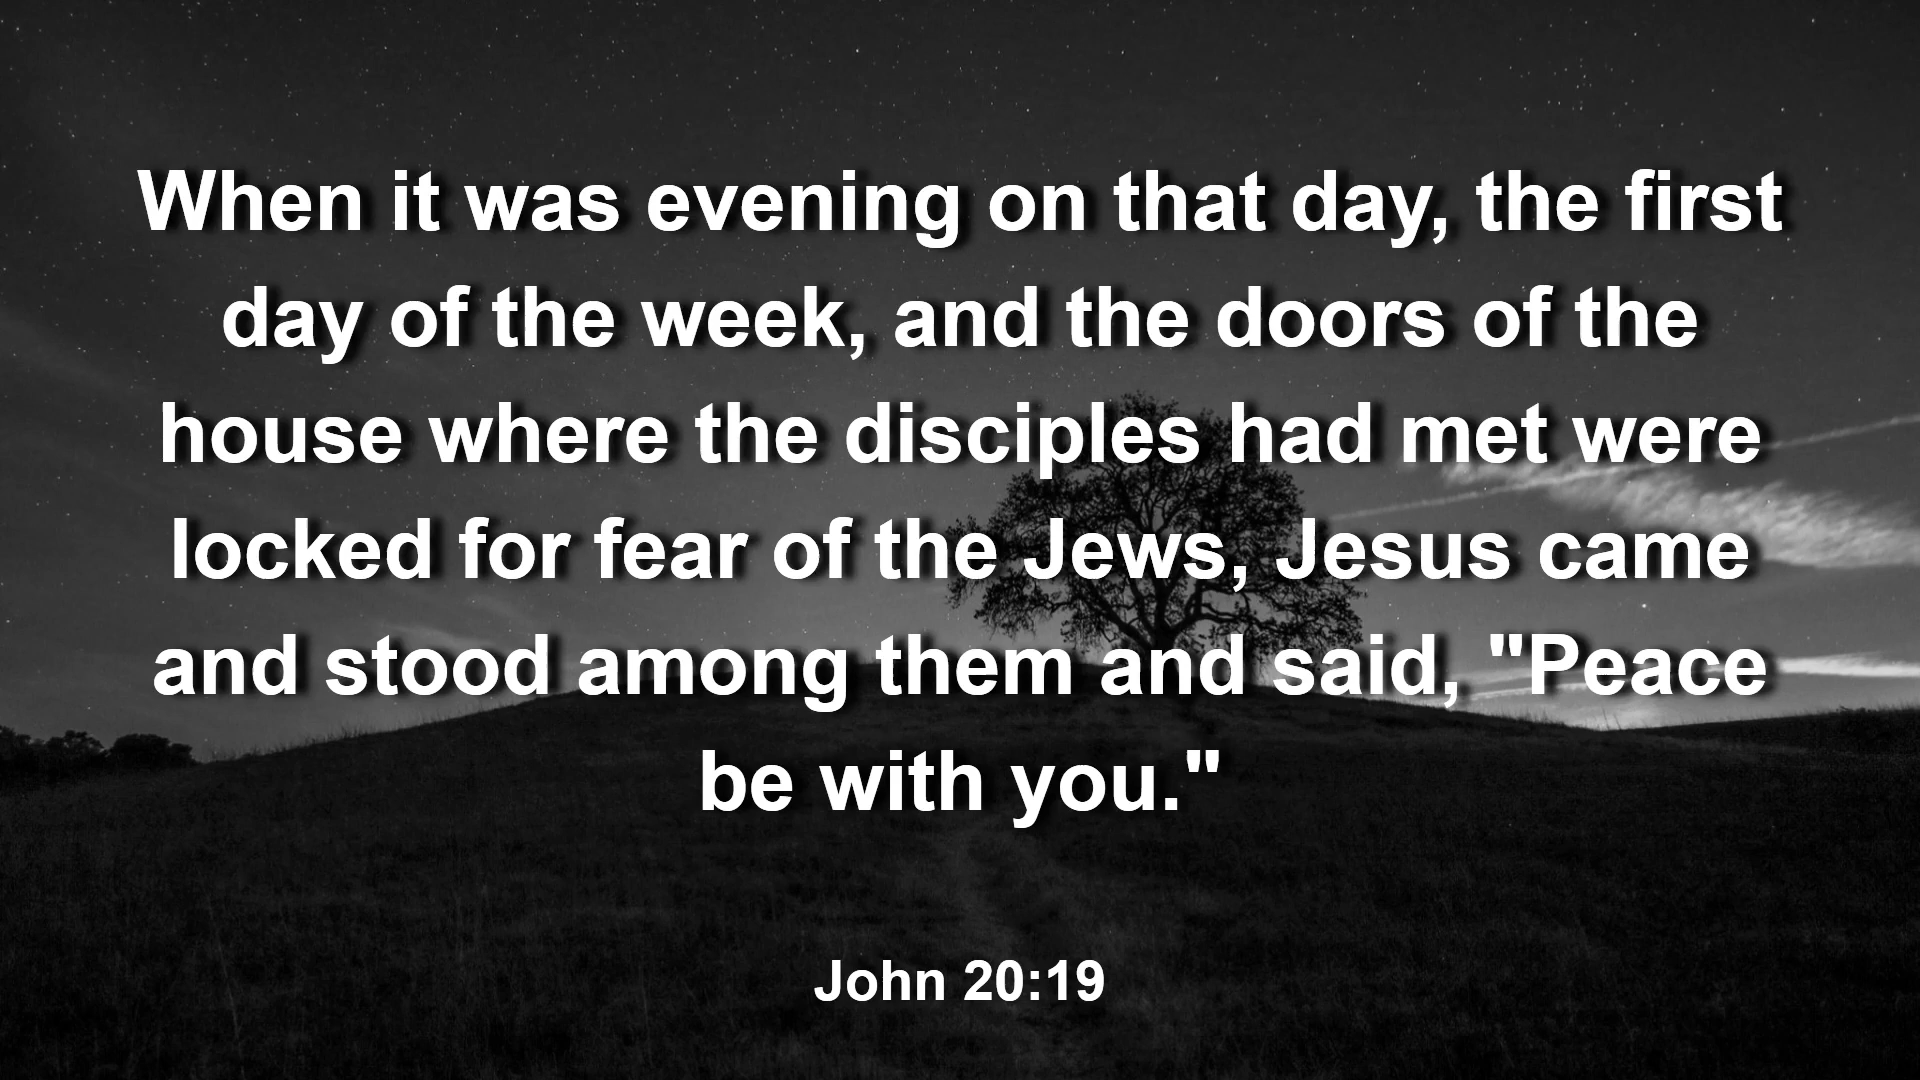 When it was evening on that day, the first
day of the week, and the doors of the
house where the disciples had met were
locked for fear of the Jews, Jesus came
and stood among them and said, "Peace
be with you."
John 20:19